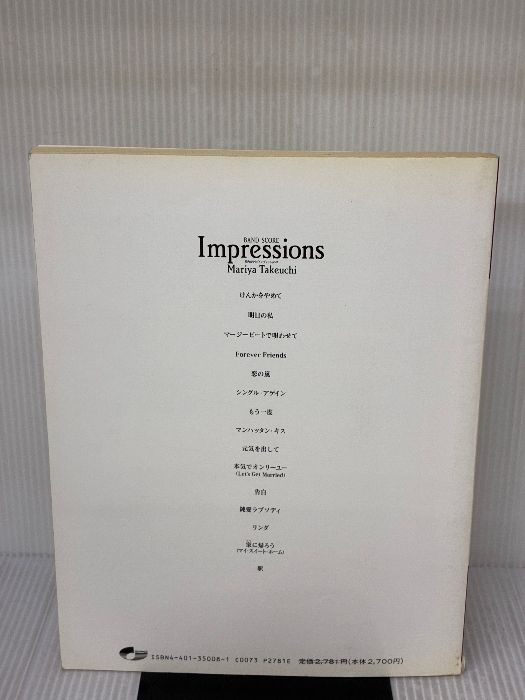 BAND SCORE
Impressions
Mariya Takeuchi
けんかをやめて
明日の私
マージービートで唄わせて
Forever Friends
恋の嵐
シングル・アゲイン
もう一度
マンハッタン・キス
元気を出して
本気でオンリーユー
(Let's Get Married)
告白
純愛ラプソディ
リンダ
家に帰ろう
(マイ・スイート・ホーム)
駅
ISBN4-401-35008-1 C0073 P2781E 定価2,781円(本体2,700円)